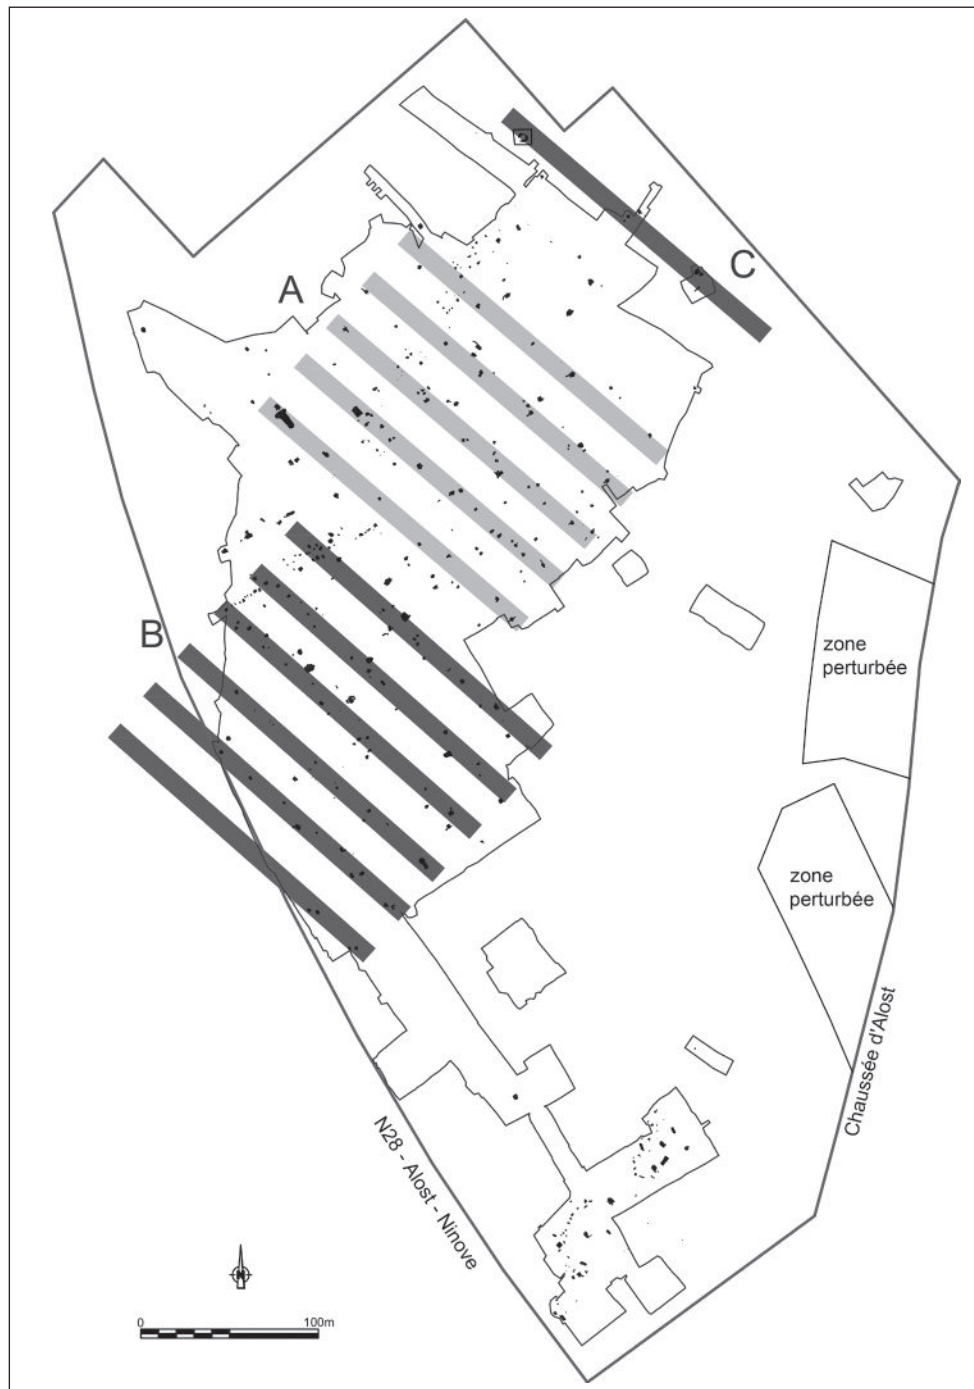 C
A
B
zone
perturbée
zone
perturbée
Chaussée d'Alost
N28 - Alost - Ninove
N
0
100m